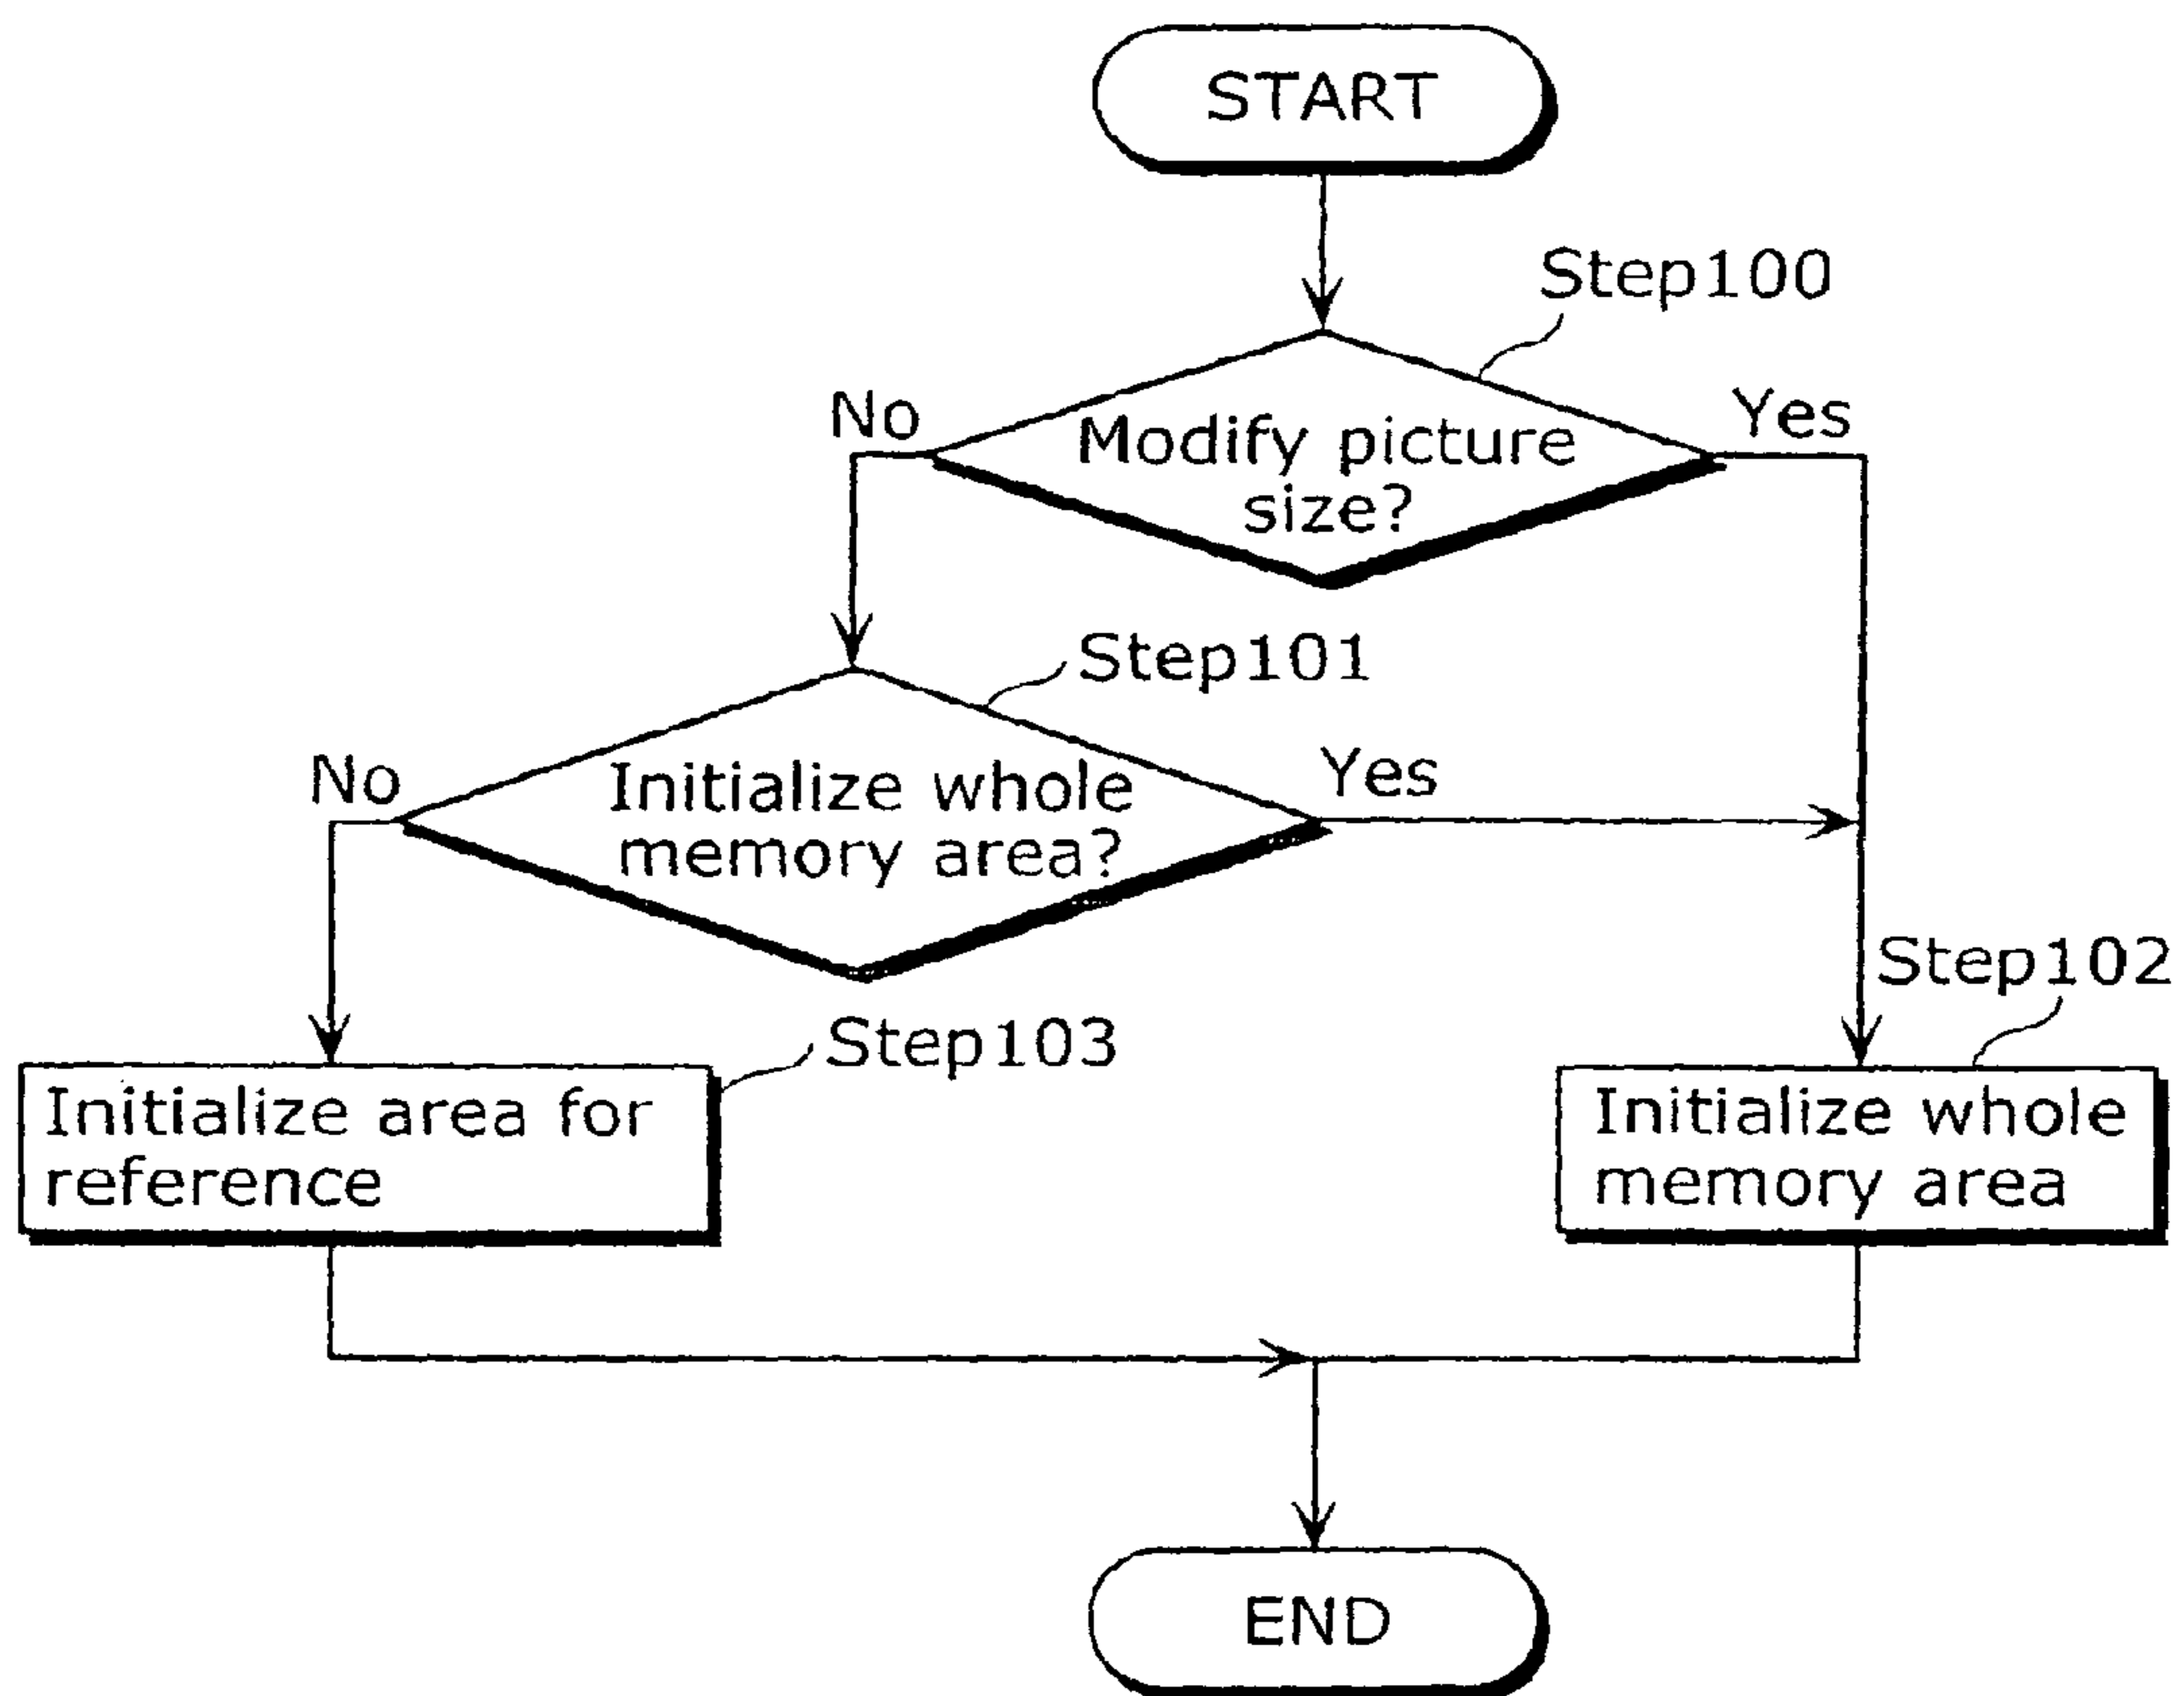 START
Step100
No
Yes
Modify picture
size?
Step101
No
Yes
Initialize whole
memory area?
Step102
Step103
Initialize area for
reference
Initialize whole
memory area
END